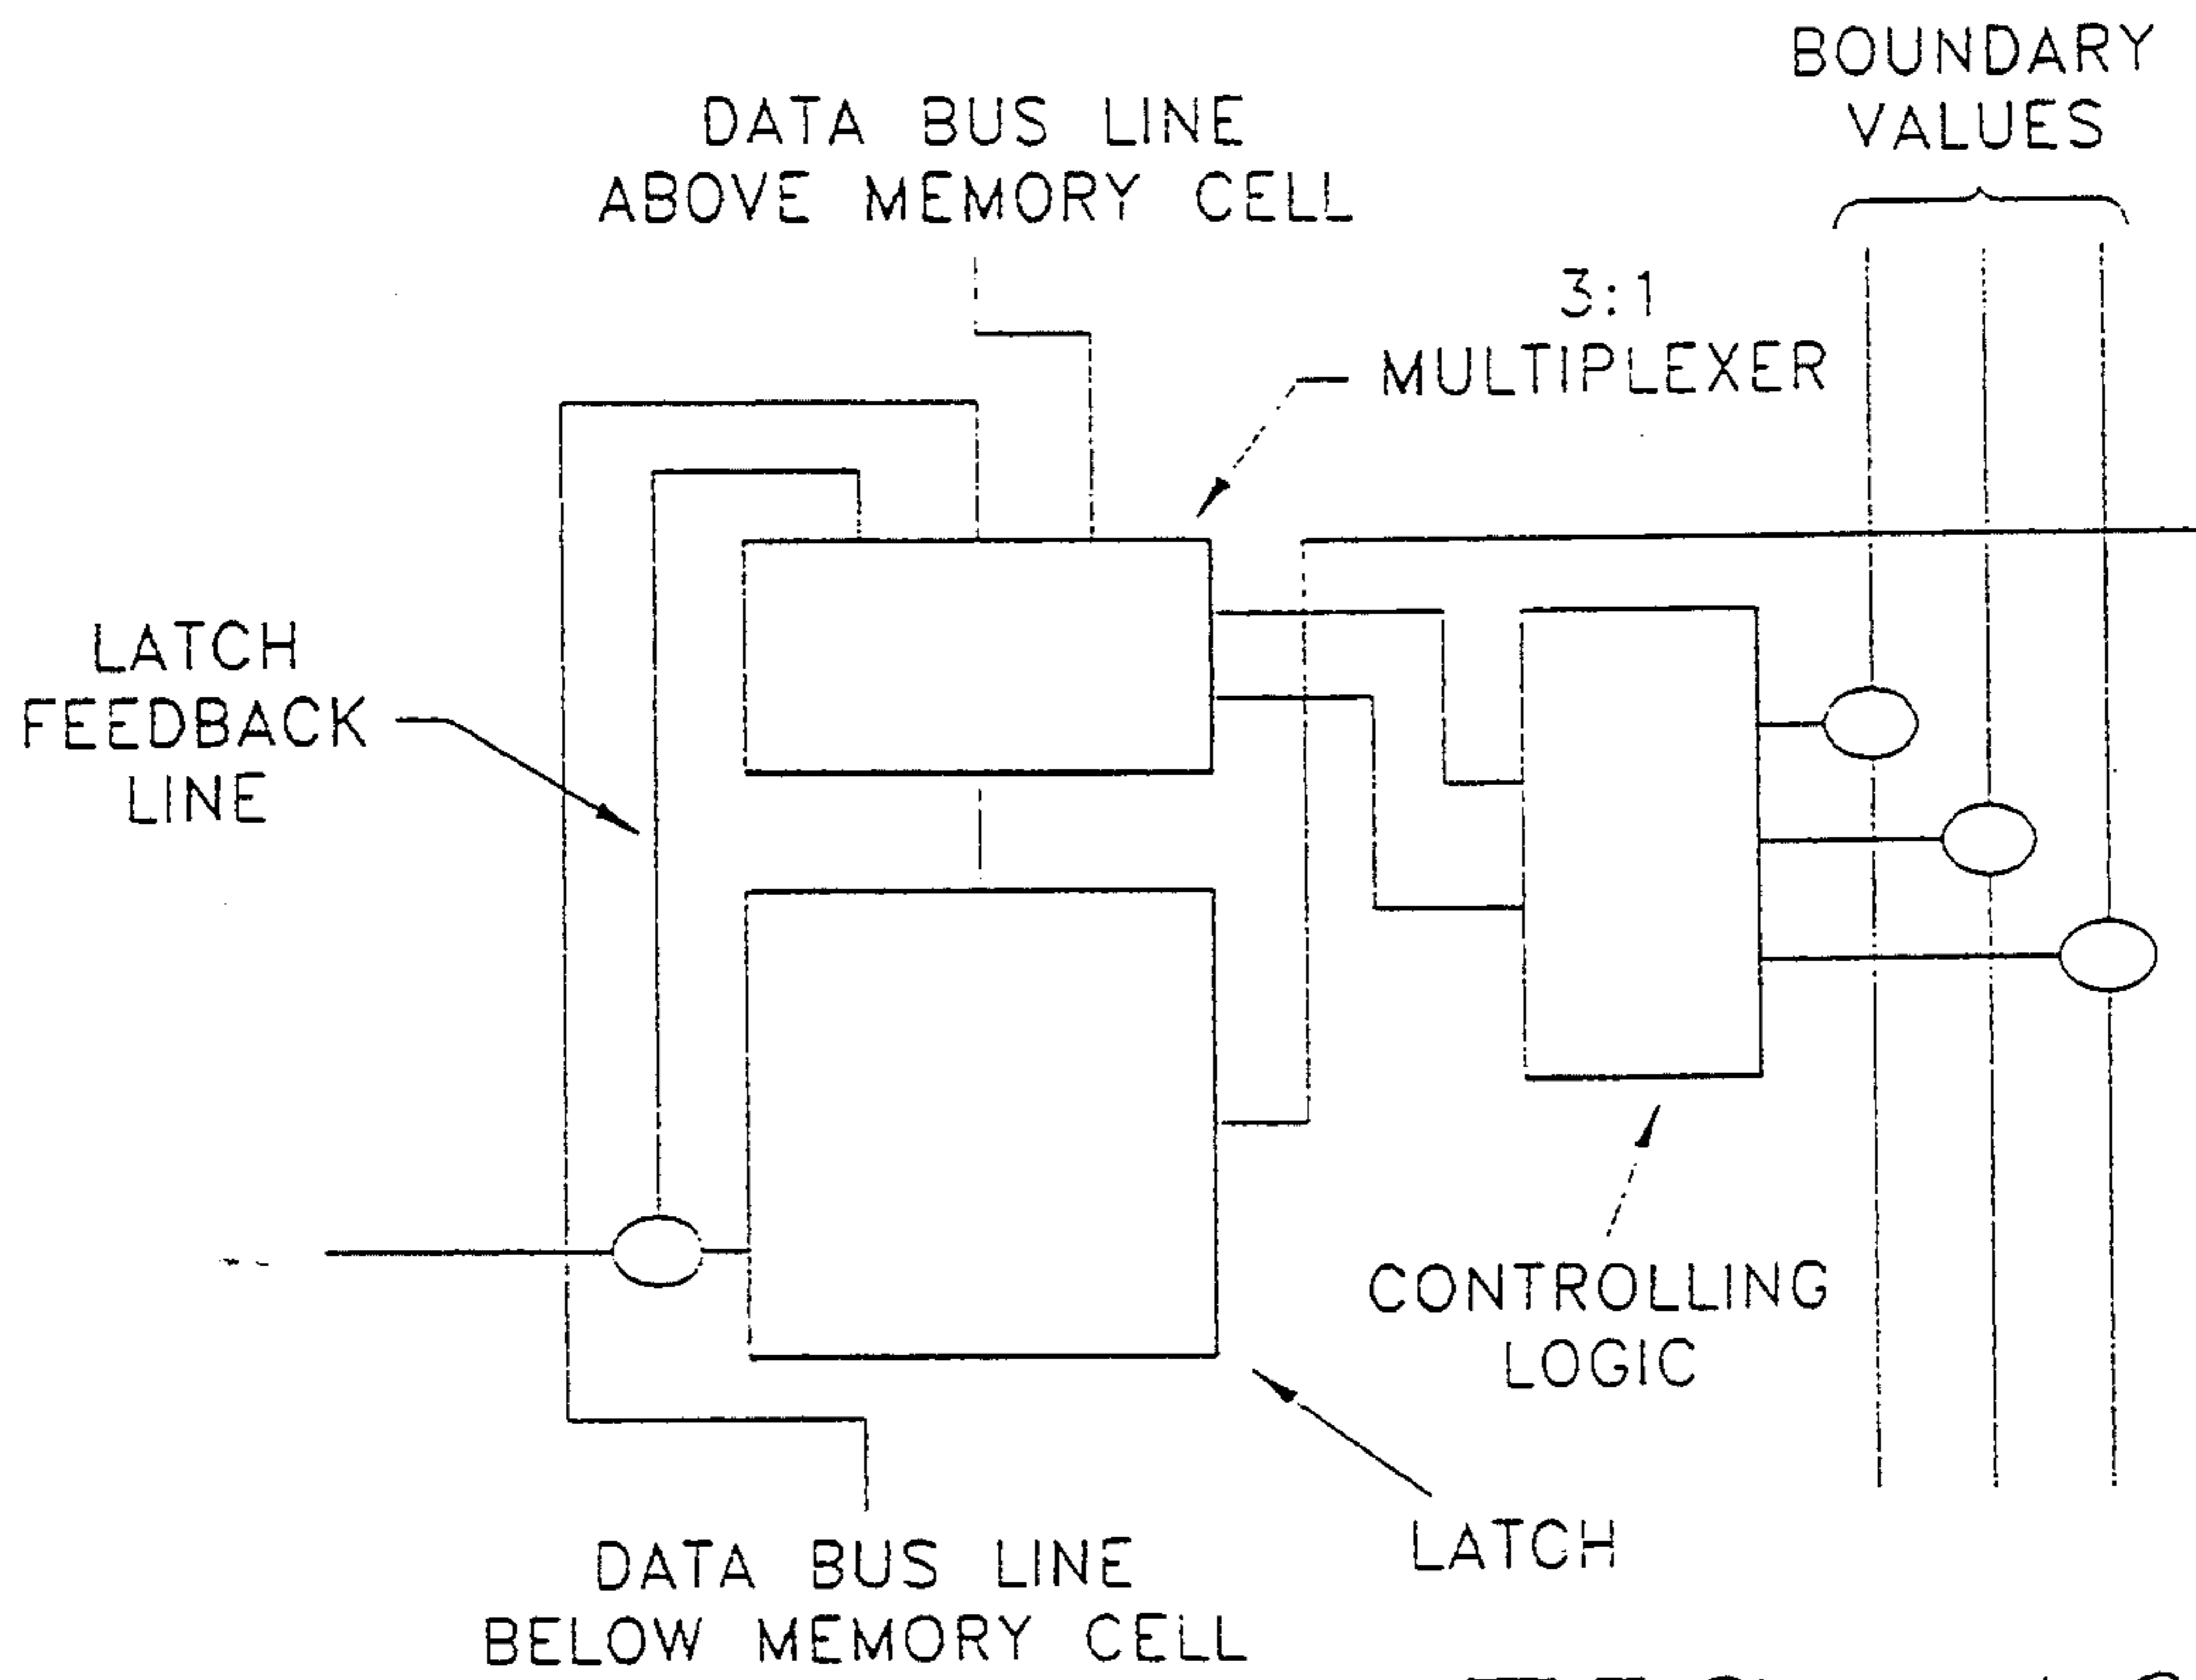 BOUNDARY
VALUES
DATA BUS LINE
ABOVE MEMORY CELL
3:1
MULTIPLEXER
LATCH
FEEDBACK
LINE
CONTROLLING
LOGIC
LATCH
DATA BUS LINE
BELOW MEMORY CELL